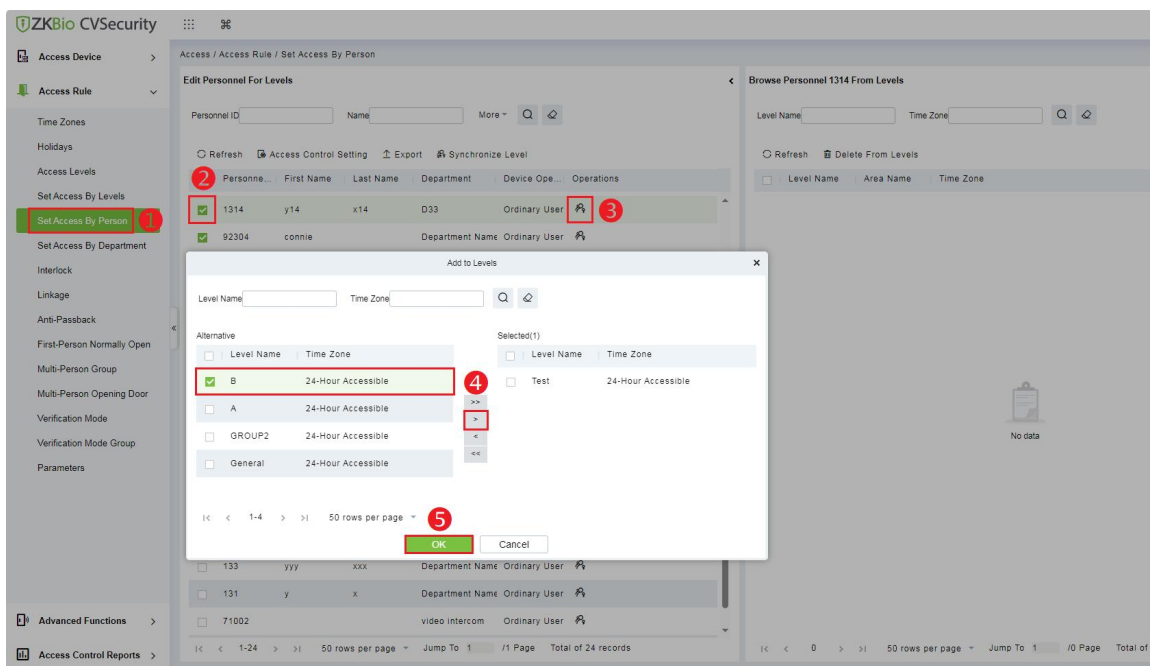 ZKBio CVSecurity
Access Device
Access Rule
Time Zones
Holidays
Access Levels
Set Access By Levels
Set Access By Person 1
Set Access By Department
Interlock
Linkage
Anti-Passback
First-Person Normally Open
Multi-Person Group
Multi-Person Opening Door
Verification Mode
Verification Mode Group
Parameters
Advanced Functions
Access Control Reports
Access / Access Rule / Set Access By Person
Edit Personnel For Levels
Personnel ID Name More
Refresh Access Control Setting Export Synchronize Level
2 Personne... First Name Last Name Department Device Ope... Operations
1314 y14 x14 D33 Ordinary User 3
92304 connie Department Name Ordinary User
Add to Levels
Level Name Time Zone
Alternative
Level Name Time Zone
B 24-Hour Accessible
A 24-Hour Accessible
GROUP2 24-Hour Accessible
General 24-Hour Accessible
4
>>
>
<
<<
Selected(1)
Level Name Time Zone
Test 24-Hour Accessible
1-4 50 rows per page
5
OK Cancel
133 yyy xxx Department Name Ordinary User
131 y x Department Name Ordinary User
71002 video intercom Ordinary User
1-24 50 rows per page Jump To 1 /1 Page Total of 24 records
Browse Personnel 1314 From Levels
Level Name Time Zone
Refresh Delete From Levels
Level Name Area Name Time Zone
No data
0 50 rows per page Jump To 1 /0 Page Total of